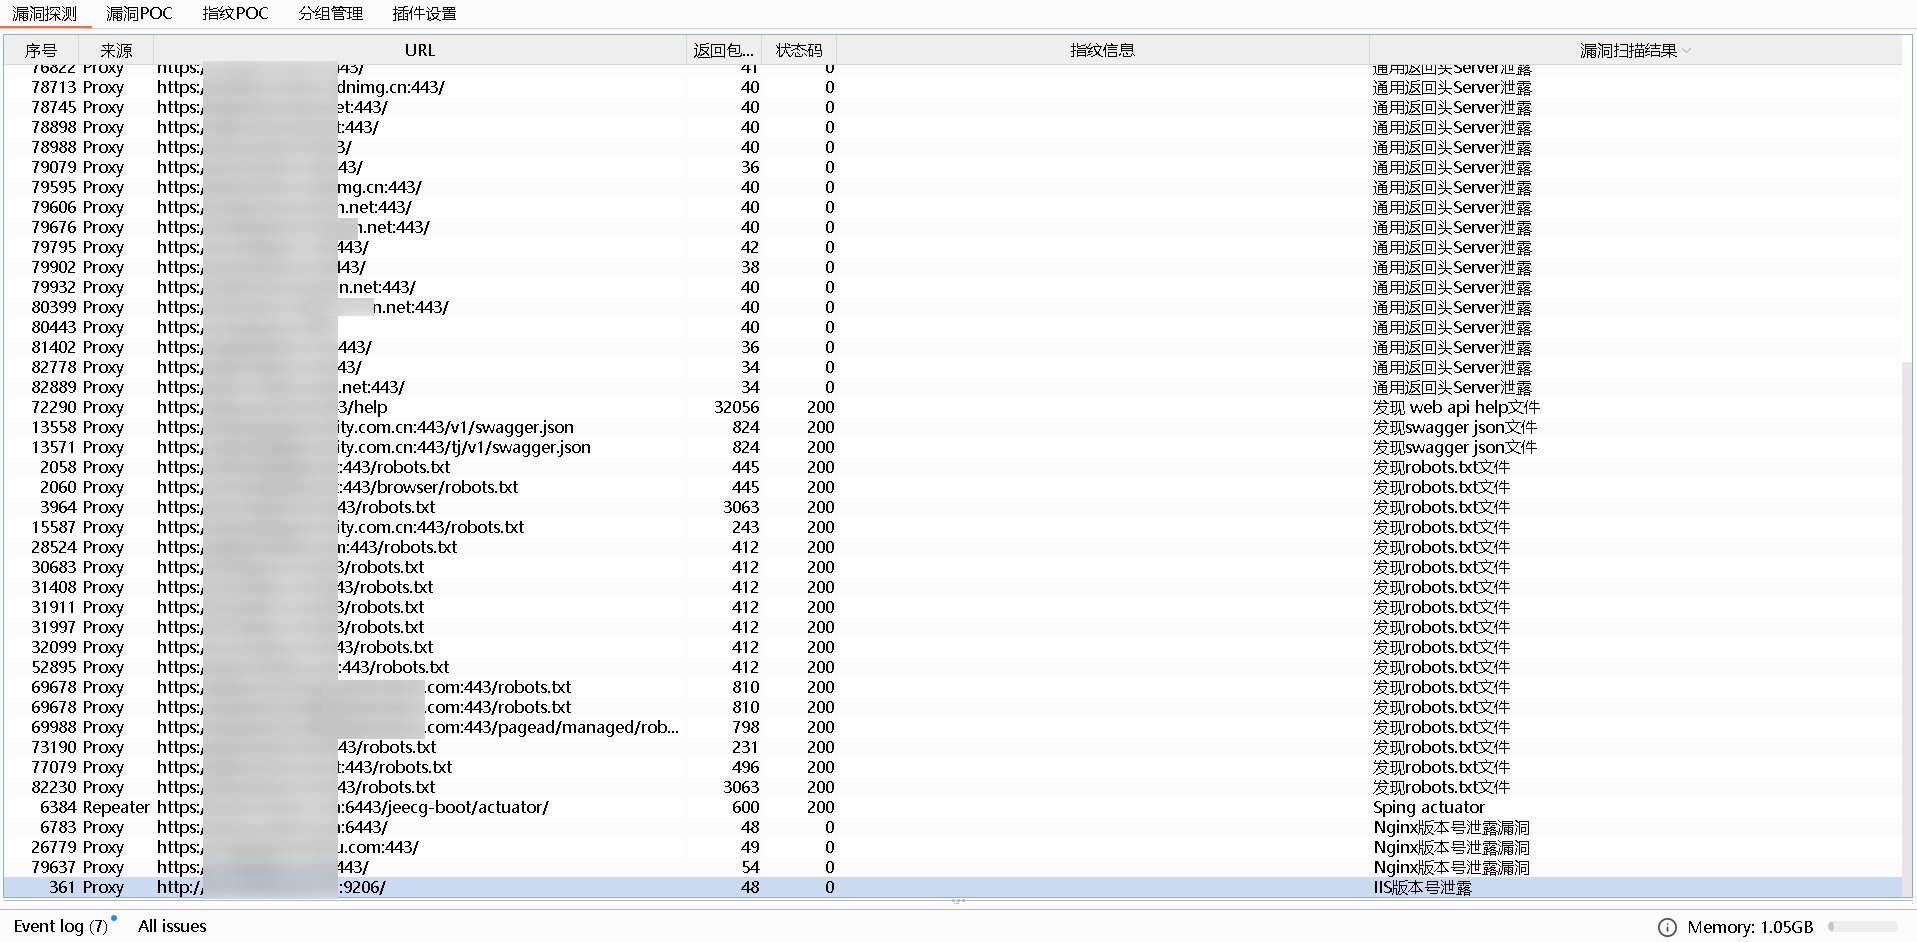 漏洞探测 漏洞POC 指纹POC 分组管理 插件设置
序号 来源 URL 返回包... 状态码 指纹信息 漏洞扫描结果
76822 Proxy https:/ 443/ 41 0 通用返回头Server泄露
78713 Proxy https:/ dnimg.cn:443/ 40 0 通用返回头Server泄露
78745 Proxy https:/ et:443/ 40 0 通用返回头Server泄露
78898 Proxy https:/ t:443/ 40 0 通用返回头Server泄露
78988 Proxy https:/ 3/ 40 0 通用返回头Server泄露
79079 Proxy https:/ 43/ 36 0 通用返回头Server泄露
79595 Proxy https:/ mg.cn:443/ 40 0 通用返回头Server泄露
79606 Proxy https:/ n.net:443/ 40 0 通用返回头Server泄露
79676 Proxy https:/ n.net:443/ 40 0 通用返回头Server泄露
79795 Proxy https:/ 443/ 42 0 通用返回头Server泄露
79902 Proxy https:/ 443/ 38 0 通用返回头Server泄露
79932 Proxy https:/ n.net:443/ 40 0 通用返回头Server泄露
80399 Proxy https:/ n.net:443/ 40 0 通用返回头Server泄露
80443 Proxy https:/ 40 0 通用返回头Server泄露
81402 Proxy https:/ 443/ 36 0 通用返回头Server泄露
82778 Proxy https:/ 43/ 34 0 通用返回头Server泄露
82889 Proxy https:/ .net:443/ 34 0 通用返回头Server泄露
72290 Proxy https:/ 3/help 32056 200 发现 web api help文件
13558 Proxy https:/ ity.com.cn:443/v1/swagger.json 824 200 发现swagger json文件
13571 Proxy https:/ ity.com.cn:443/tj/v1/swagger.json 824 200 发现swagger json文件
2058 Proxy https:/ :443/robots.txt 445 200 发现robots.txt文件
2060 Proxy https:/ :443/browser/robots.txt 445 200 发现robots.txt文件
3964 Proxy https:/ 43/robots.txt 3063 200 发现robots.txt文件
15587 Proxy https:/ ity.com.cn:443/robots.txt 243 200 发现robots.txt文件
28524 Proxy https:/ :443/robots.txt 412 200 发现robots.txt文件
30683 Proxy https:/ 3/robots.txt 412 200 发现robots.txt文件
31408 Proxy https:/ 43/robots.txt 412 200 发现robots.txt文件
31911 Proxy https:/ 3/robots.txt 412 200 发现robots.txt文件
31997 Proxy https:/ 3/robots.txt 412 200 发现robots.txt文件
32099 Proxy https:/ 43/robots.txt 412 200 发现robots.txt文件
52895 Proxy https:/ :443/robots.txt 412 200 发现robots.txt文件
69678 Proxy https:/ .com:443/robots.txt 810 200 发现robots.txt文件
69678 Proxy https:/ .com:443/robots.txt 810 200 发现robots.txt文件
69988 Proxy https:/ .com:443/pagead/managed/rob... 798 200 发现robots.txt文件
73190 Proxy https:/ 43/robots.txt 231 200 发现robots.txt文件
77079 Proxy https:/ t:443/robots.txt 496 200 发现robots.txt文件
82230 Proxy https:/ 43/robots.txt 3063 200 发现robots.txt文件
6384 Repeater https:/ :6443/jeecg-boot/actuator/ 600 200 Sping actuator
6783 Proxy https:/ :6443/ 48 0 Nginx版本号泄露漏洞
26779 Proxy https:/ u.com:443/ 49 0 Nginx版本号泄露漏洞
79637 Proxy https:/ 443/ 54 0 Nginx版本号泄露漏洞
361 Proxy http:/ :9206/ 48 0 IIS版本号泄露
Event log (7) All issues Memory: 1.05GB